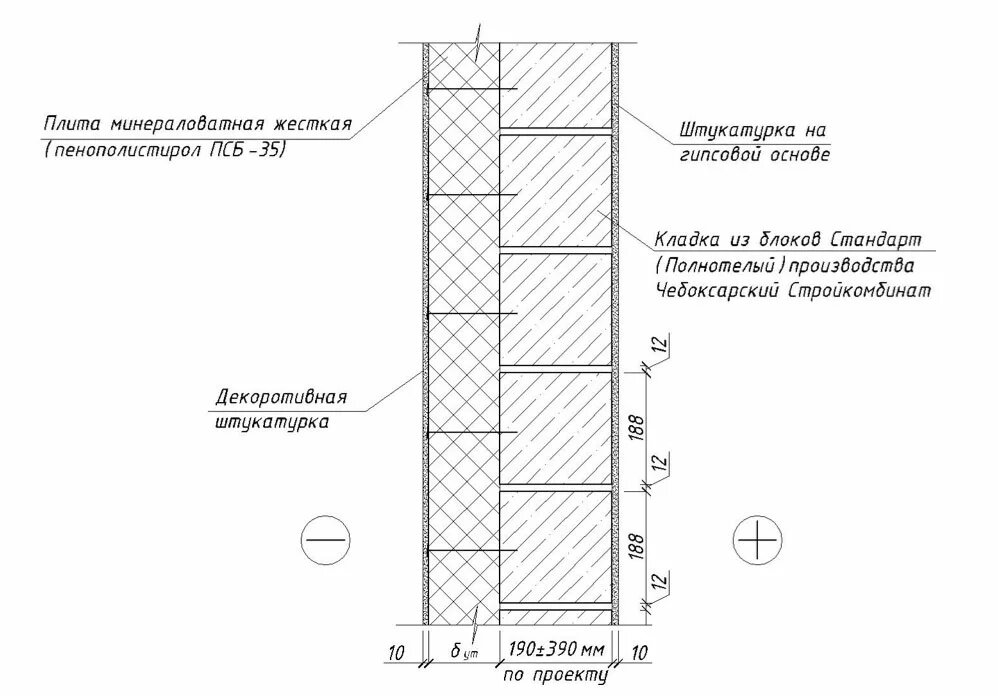 Плита минераловатная жесткая
(пенополистирол ПСБ -35)
Штукатурка на
гипсовой основе
Кладка из блоков Стандарт
(Полнотелый) производства
Чебоксарский Стройкомбинат
Декоротивная
штукатурка
12
188
12
188
12
10
δут
190±390 мм
10
по проекту